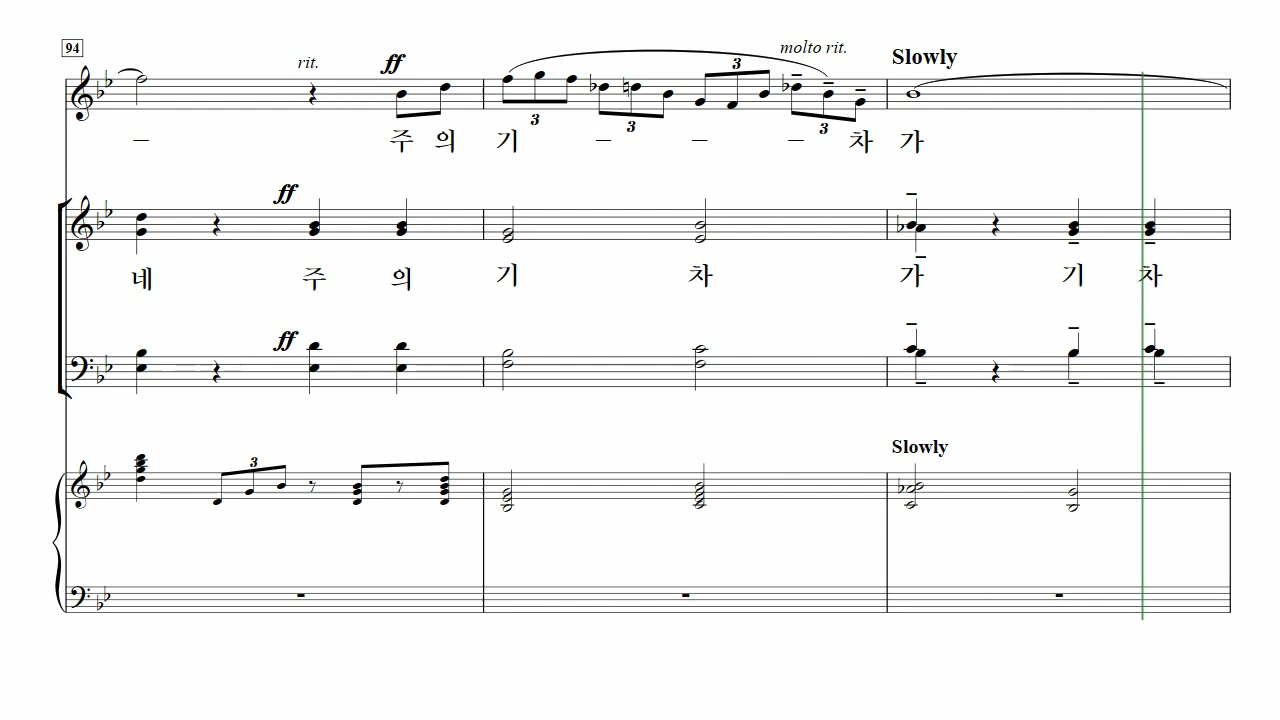 94
rit. ff molto rit. Slowly
3 3 3 3
– 주 의 기 – – – 차 가
ff
네 주 의 기 차 가 기 차
ff
Slowly
3